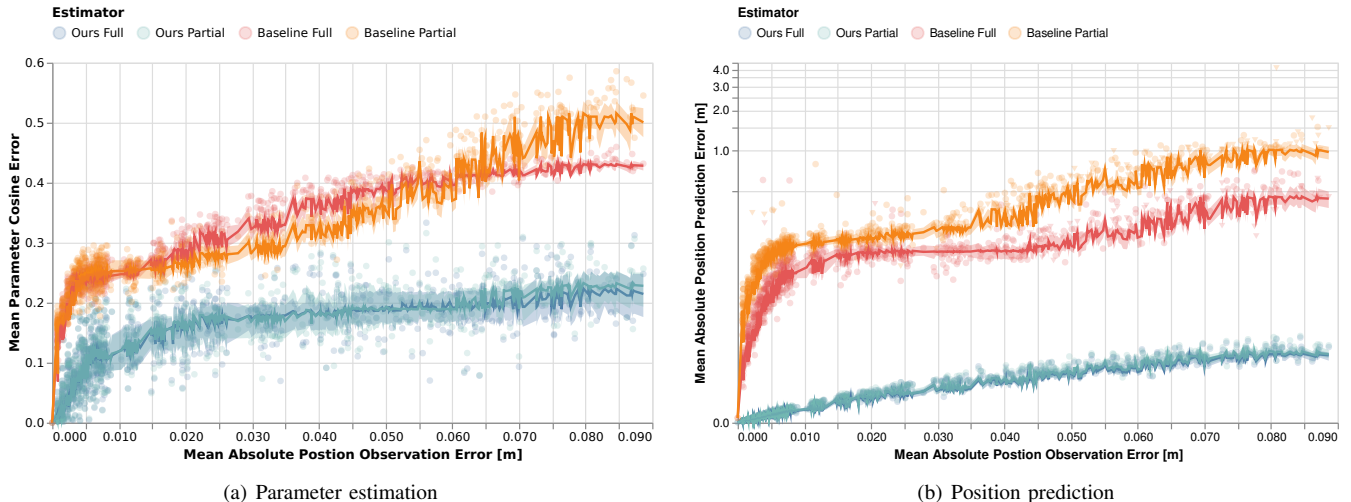 Estimator
Ours Full Ours Partial Baseline Full Baseline Partial
0.6
0.5
0.4
0.3
0.2
0.1
0.0
Mean Parameter Cosine Error
0.000 0.010 0.020 0.030 0.040 0.050 0.060 0.070 0.080 0.090
Mean Absolute Postion Observation Error [m]
(a) Parameter estimation
Estimator
Ours Full Ours Partial Baseline Full Baseline Partial
4.0
3.0
2.0
1.0
0.0
Mean Absolute Position Prediction Error [m]
0.000 0.010 0.020 0.030 0.040 0.050 0.060 0.070 0.080 0.090
Mean Absolute Postion Observation Error [m]
(b) Position prediction